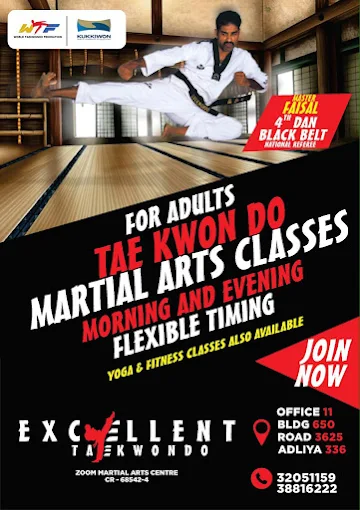 WTF
WORLD TAEKWONDO FEDERATION
KUKKIWON
MASTER
FAISAL
4TH DAN
BLACK BELT
NATIONAL REFEREE
FOR ADULTS
TAE KWON DO
MARTIAL ARTS CLASSES
MORNING AND EVENING
FLEXIBLE TIMING
YOGA & FITNESS CLASSES ALSO AVAILABLE
JOIN
NOW
EXCELLENT
TAEKWONDO
ZOOM MARTIAL ARTS CENTRE
CR - 68542-4
OFFICE 11
BLDG 650
ROAD 3625
ADLIYA 336
32051159
38816222